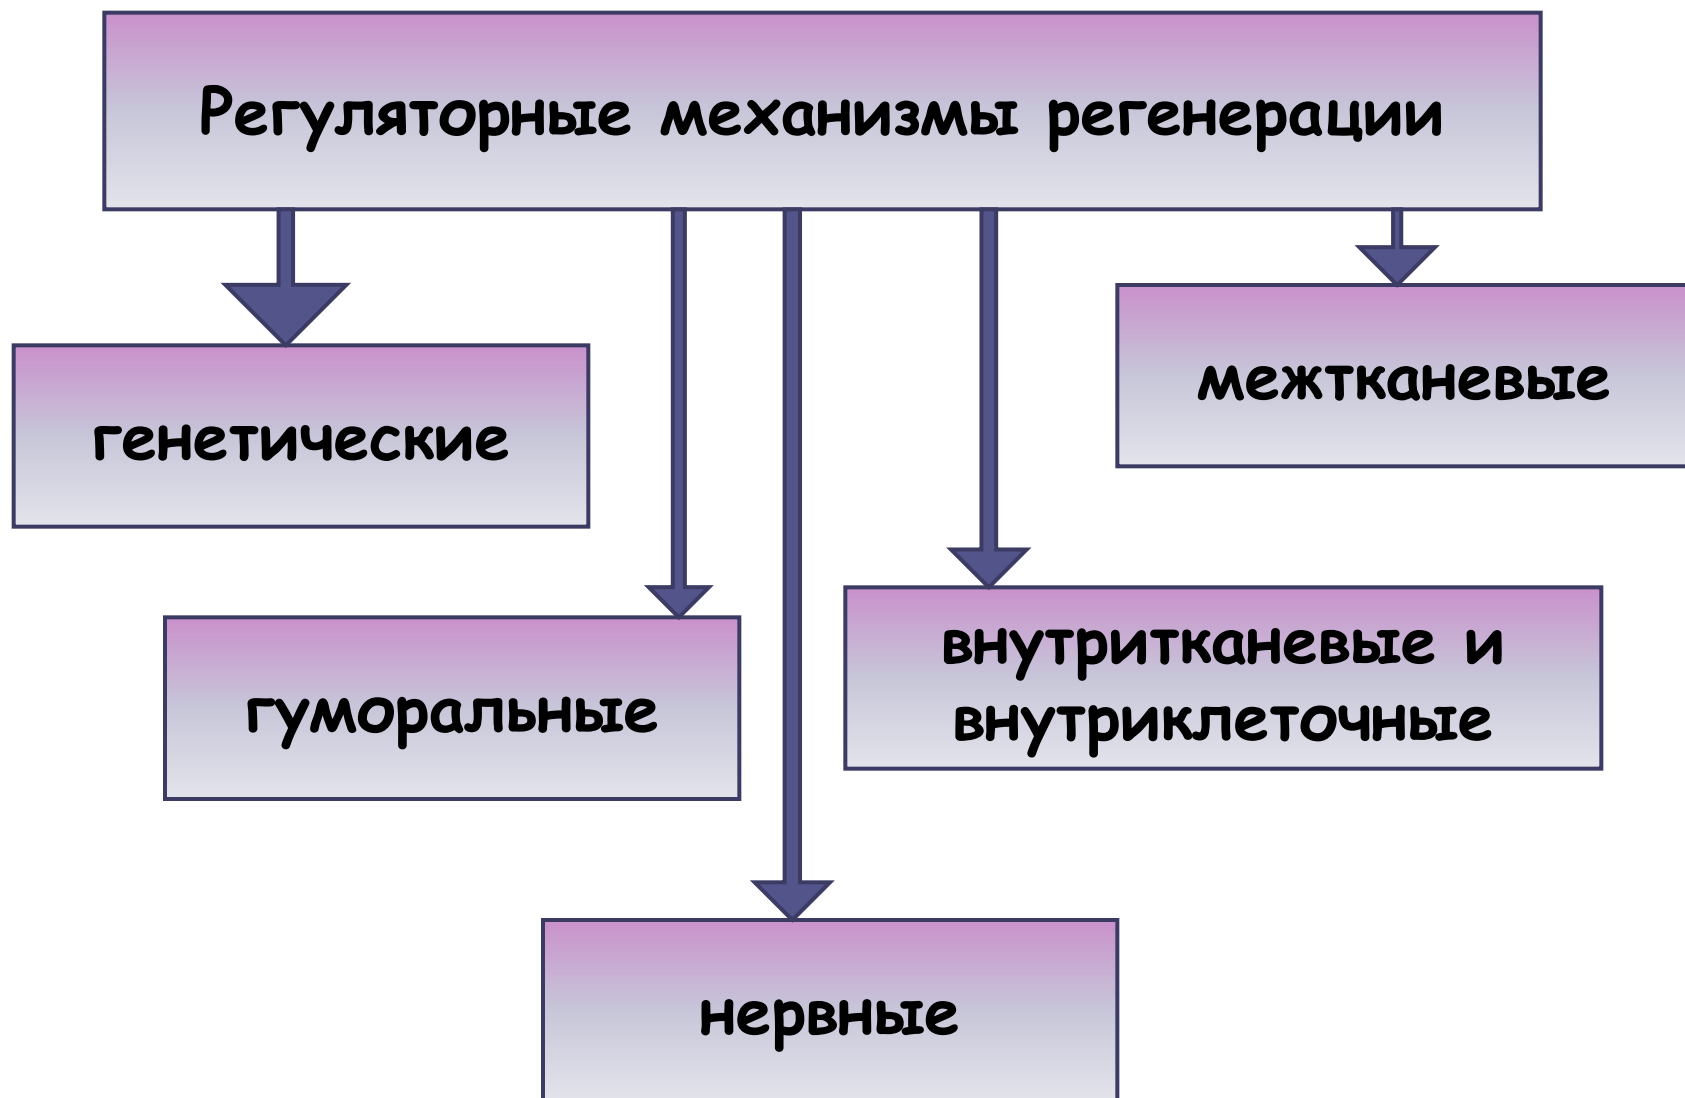 Регуляторные механизмы регенерации
межтканевые
генетические
внутритканевые и
внутриклеточные
гуморальные
нервные